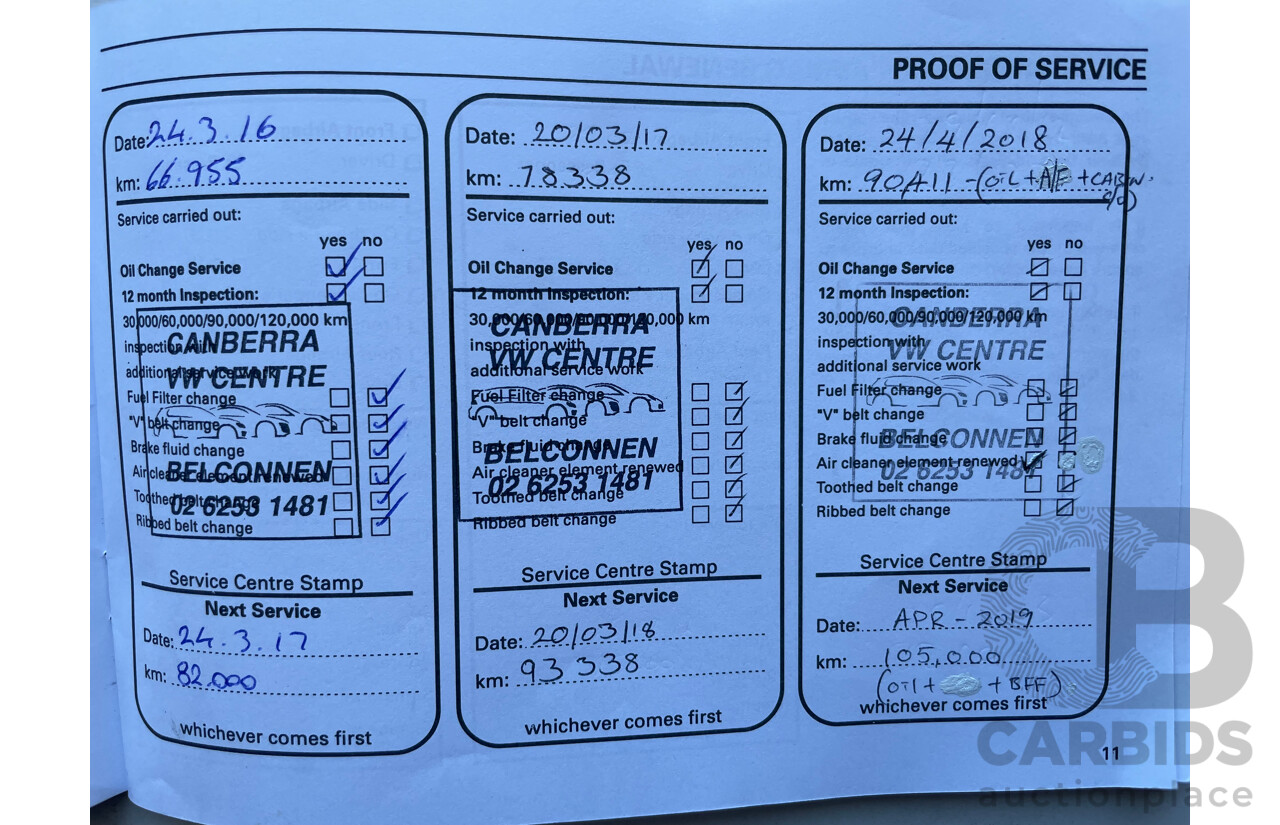 PROOF OF SERVICE
Date: 24.3.16
km: 66.955
Service carried out:
yes no
Oil Change Service
12 month Inspection:
30,000/60,000/90,000/120,000 km
inspection with
additional service work
Fuel Filter change
"V" belt change
Brake fluid change
Air cleaner element renewed
Toothed belt change
Ribbed belt change
CANBERRA
VW CENTRE
BELCONNEN
02 6253 1481
Service Centre Stamp
Next Service
Date: 24.3.17
km: 82.000
whichever comes first
Date: 20/03/17
km: 78338
Service carried out:
yes no
Oil Change Service
12 month Inspection:
30,000/60,000/90,000/120,000 km
inspection with
additional service work
Fuel Filter change
"V" belt change
Brake fluid change
Air cleaner element renewed
Toothed belt change
Ribbed belt change
CANBERRA
VW CENTRE
BELCONNEN
02 6253 1481
Service Centre Stamp
Next Service
Date: 20/03/18
km: 93338
whichever comes first
Date: 24/4/2018
km: 90411 - (OIL + A/F + CABIN
Service carried out:
yes no
Oil Change Service
12 month Inspection:
30,000/60,000/90,000/120,000 km
inspection with
additional service work
Fuel Filter change
"V" belt change
Brake fluid change
Air cleaner element renewed
Toothed belt change
Ribbed belt change
CANBERRA
VW CENTRE
BELCONNEN
02 6253 1481
Service Centre Stamp
Next Service
Date: APR - 2019
km: 105,000
(OIL + + BFF)
whichever comes first
11
CB
CARBIDS
auctionplace